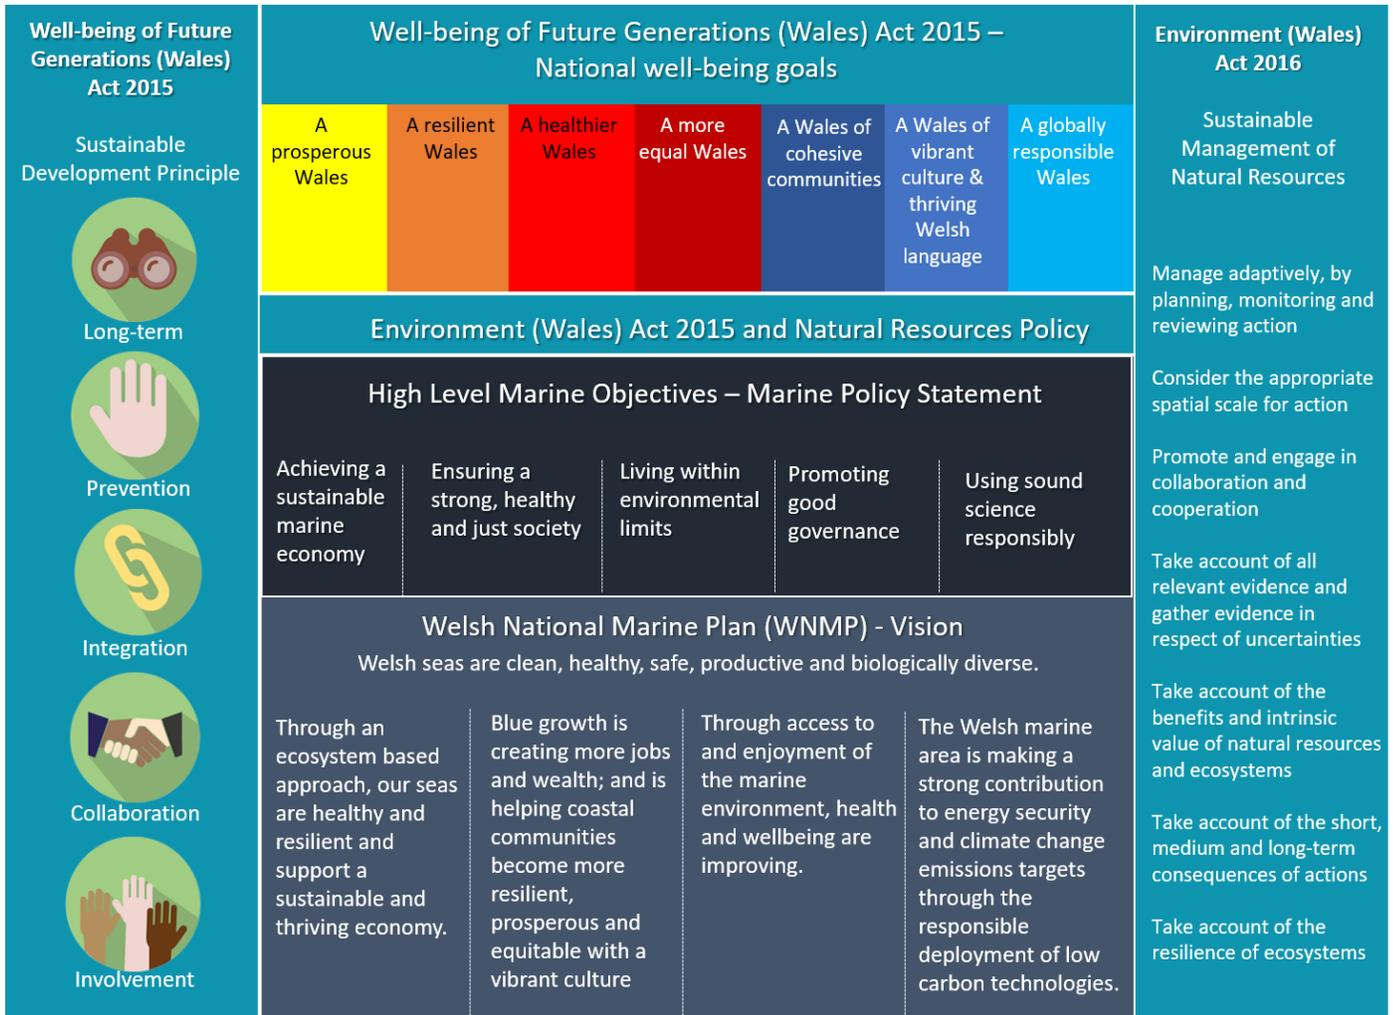 Well-being of Future
Generations (Wales)
Act 2015
Sustainable
Development Principle
Long-term
Prevention
Integration
Collaboration
Involvement
Well-being of Future Generations (Wales) Act 2015 –
National well-being goals
A
prosperous
Wales
A resilient
Wales
A healthier
Wales
A more
equal Wales
A Wales of
cohesive
communities
A Wales of
vibrant
culture &
thriving
Welsh
language
A globally
responsible
Wales
Environment (Wales) Act 2015 and Natural Resources Policy
High Level Marine Objectives – Marine Policy Statement
Achieving a
sustainable
marine
economy
Ensuring a
strong, healthy
and just society
Living within
environmental
limits
Promoting
good
governance
Using sound
science
responsibly
Welsh National Marine Plan (WNMP) - Vision
Welsh seas are clean, healthy, safe, productive and biologically diverse.
Through an
ecosystem based
approach, our seas
are healthy and
resilient and
support a
sustainable and
thriving economy.
Blue growth is
creating more jobs
and wealth; and is
helping coastal
communities
become more
resilient,
prosperous and
equitable with a
vibrant culture
Through access to
and enjoyment of
the marine
environment, health
and wellbeing are
improving.
The Welsh marine
area is making a
strong contribution
to energy security
and climate change
emissions targets
through the
responsible
deployment of low
carbon technologies.
Environment (Wales)
Act 2016
Sustainable
Management of
Natural Resources
Manage adaptively, by
planning, monitoring and
reviewing action
Consider the appropriate
spatial scale for action
Promote and engage in
collaboration and
cooperation
Take account of all
relevant evidence and
gather evidence in
respect of uncertainties
Take account of the
benefits and intrinsic
value of natural resources
and ecosystems
Take account of the short,
medium and long-term
consequences of actions
Take account of the
resilience of ecosystems